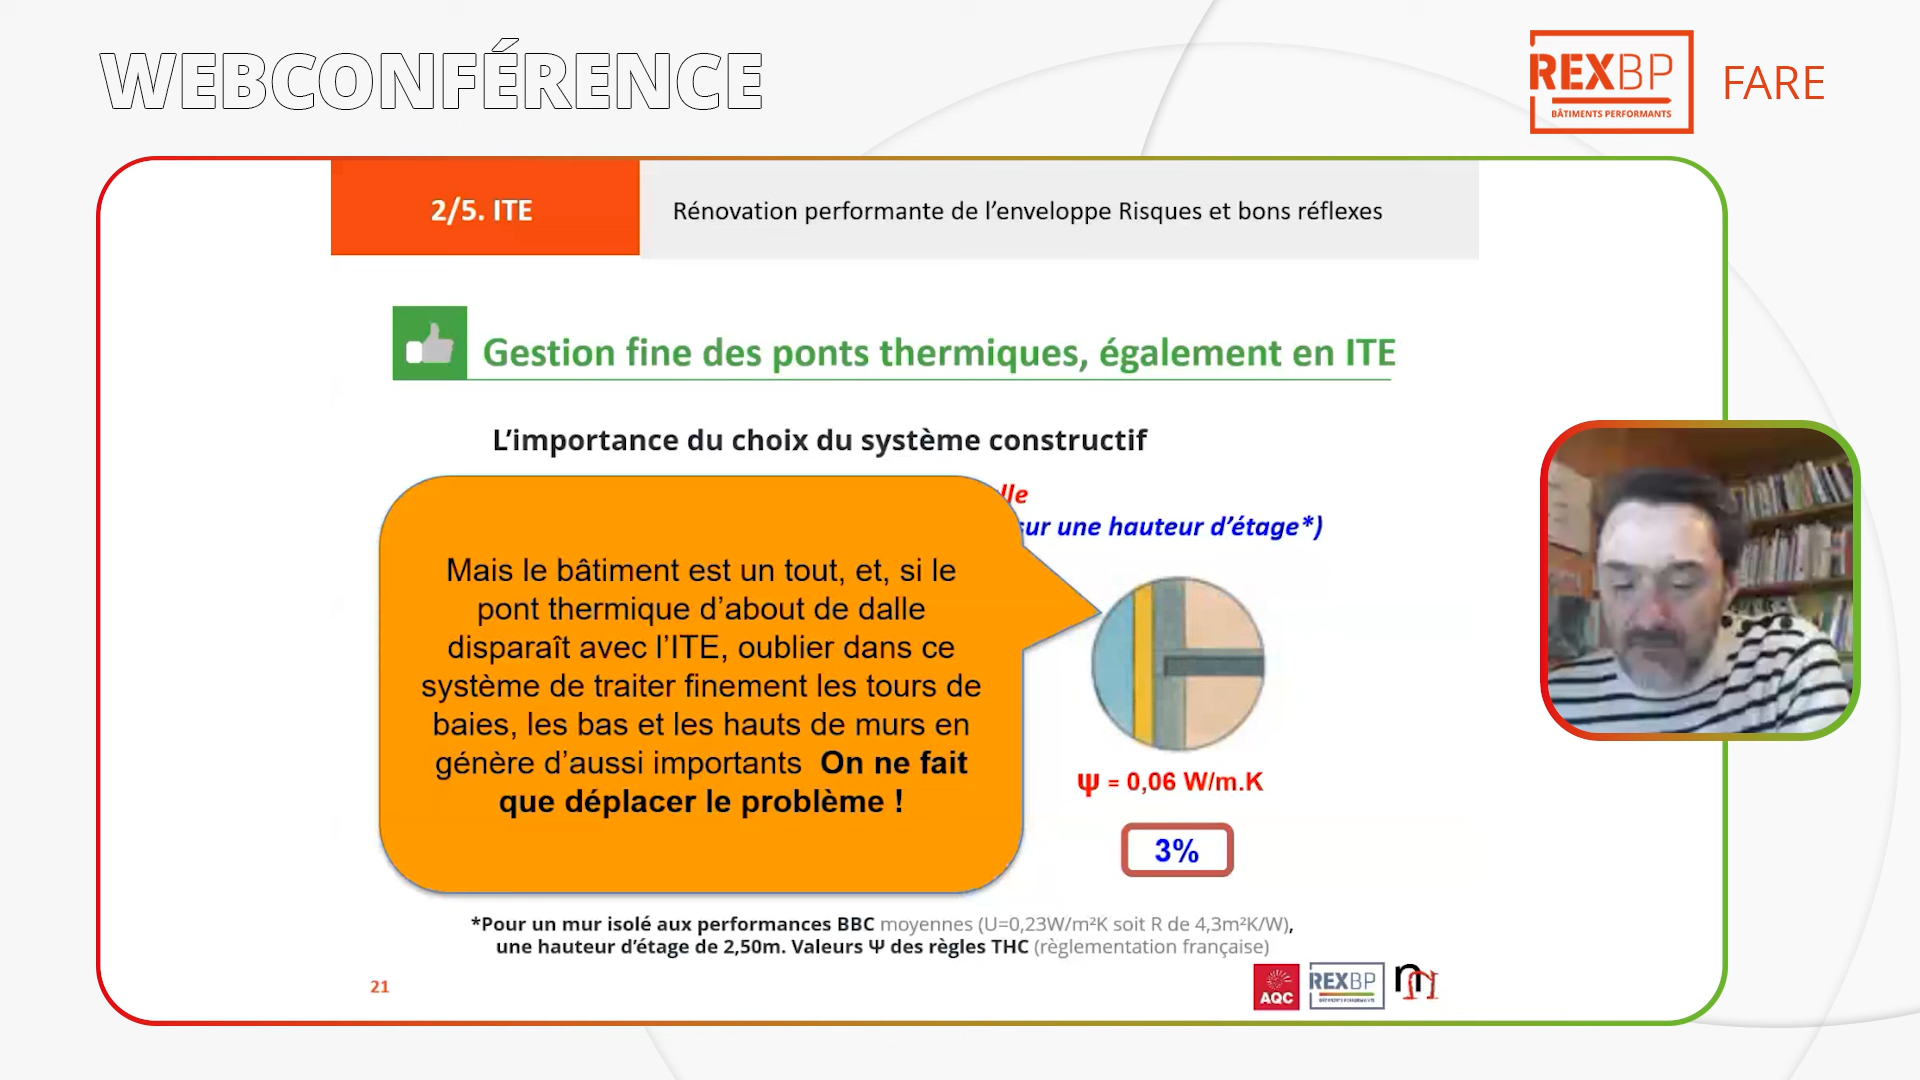 WEBCONFÉRENCE
REXBP
BÂTIMENTS PERFORMANTS
FARE
2/5. ITE
Rénovation performante de l’enveloppe Risques et bons réflexes
Gestion fine des ponts thermiques, également en ITE
L’importance du choix du système constructif
lle
sur une hauteur d’étage*)
Mais le bâtiment est un tout, et, si le
pont thermique d’about de dalle
disparaît avec l’ITE, oublier dans ce
système de traiter finement les tours de
baies, les bas et les hauts de murs en
génère d’aussi importants On ne fait
que déplacer le problème !
Ψ = 0,06 W/m.K
3%
*Pour un mur isolé aux performances BBC moyennes (U=0,23W/m²K soit R de 4,3m²K/W),
une hauteur d’étage de 2,50m. Valeurs Ψ des règles THC (règlementation française)
21
AQC
REXBP